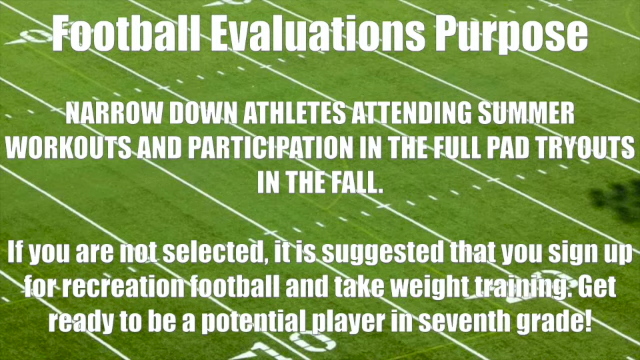 Football Evaluations Purpose
NARROW DOWN ATHLETES ATTENDING SUMMER
WORKOUTS AND PARTICIPATION IN THE FULL PAD TRYOUTS
IN THE FALL.
If you are not selected, it is suggested that you sign up
for recreation football and take weight training. Get
ready to be a potential player in seventh grade!